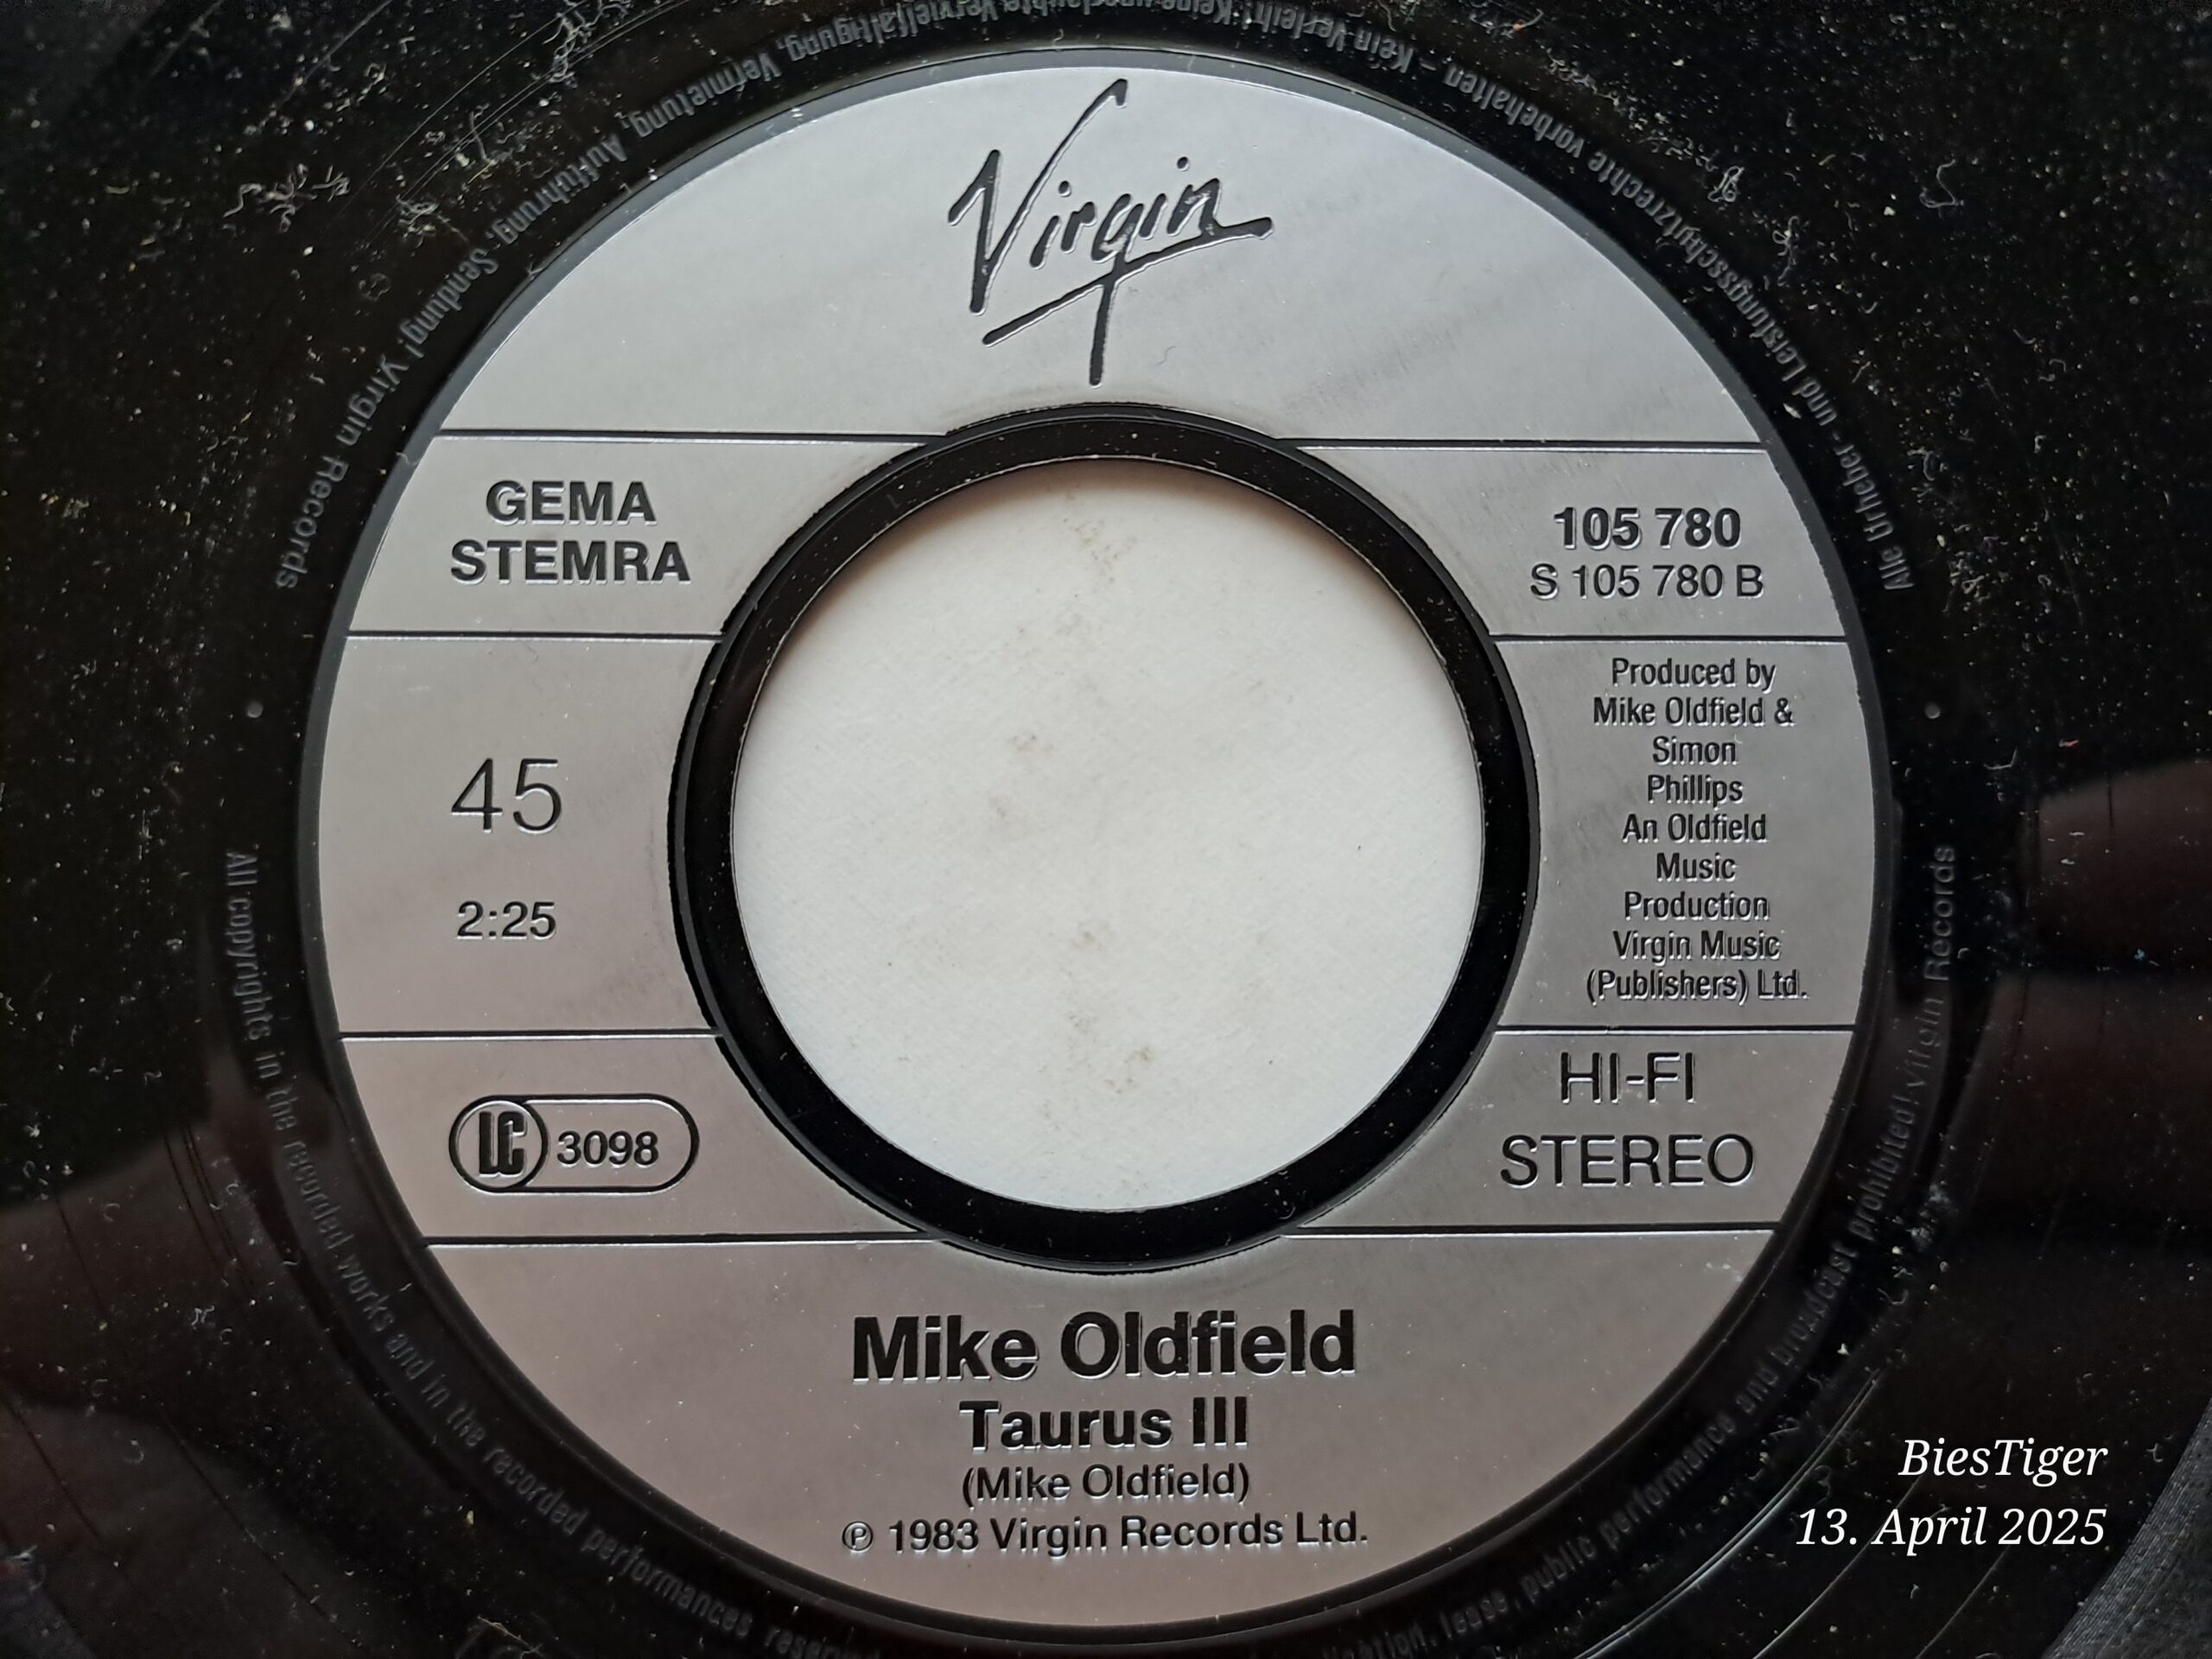 Virgin
GEMA
STEMRA
105 780
S 105 780 B
45
2:25
Produced by
Mike Oldfield &
Simon
Phillips
An Oldfield
Music
Production
Virgin Music
(Publishers) Ltd.
LC 3098
HI-FI
STEREO
Mike Oldfield
Taurus III
(Mike Oldfield)
℗ 1983 Virgin Records Ltd.
Alle Urheber- und Leistungsschutzrechte vorbehalten – Kein Verleih! Keine unerlaubte Vervielfältigung, Vermietung, Aufführung, Sendung! Virgin Records
All copyrights in the recorded works and in the recorded performances lease, public performance and broadcast prohibited! Virgin Records
BiesTiger
13. April 2025